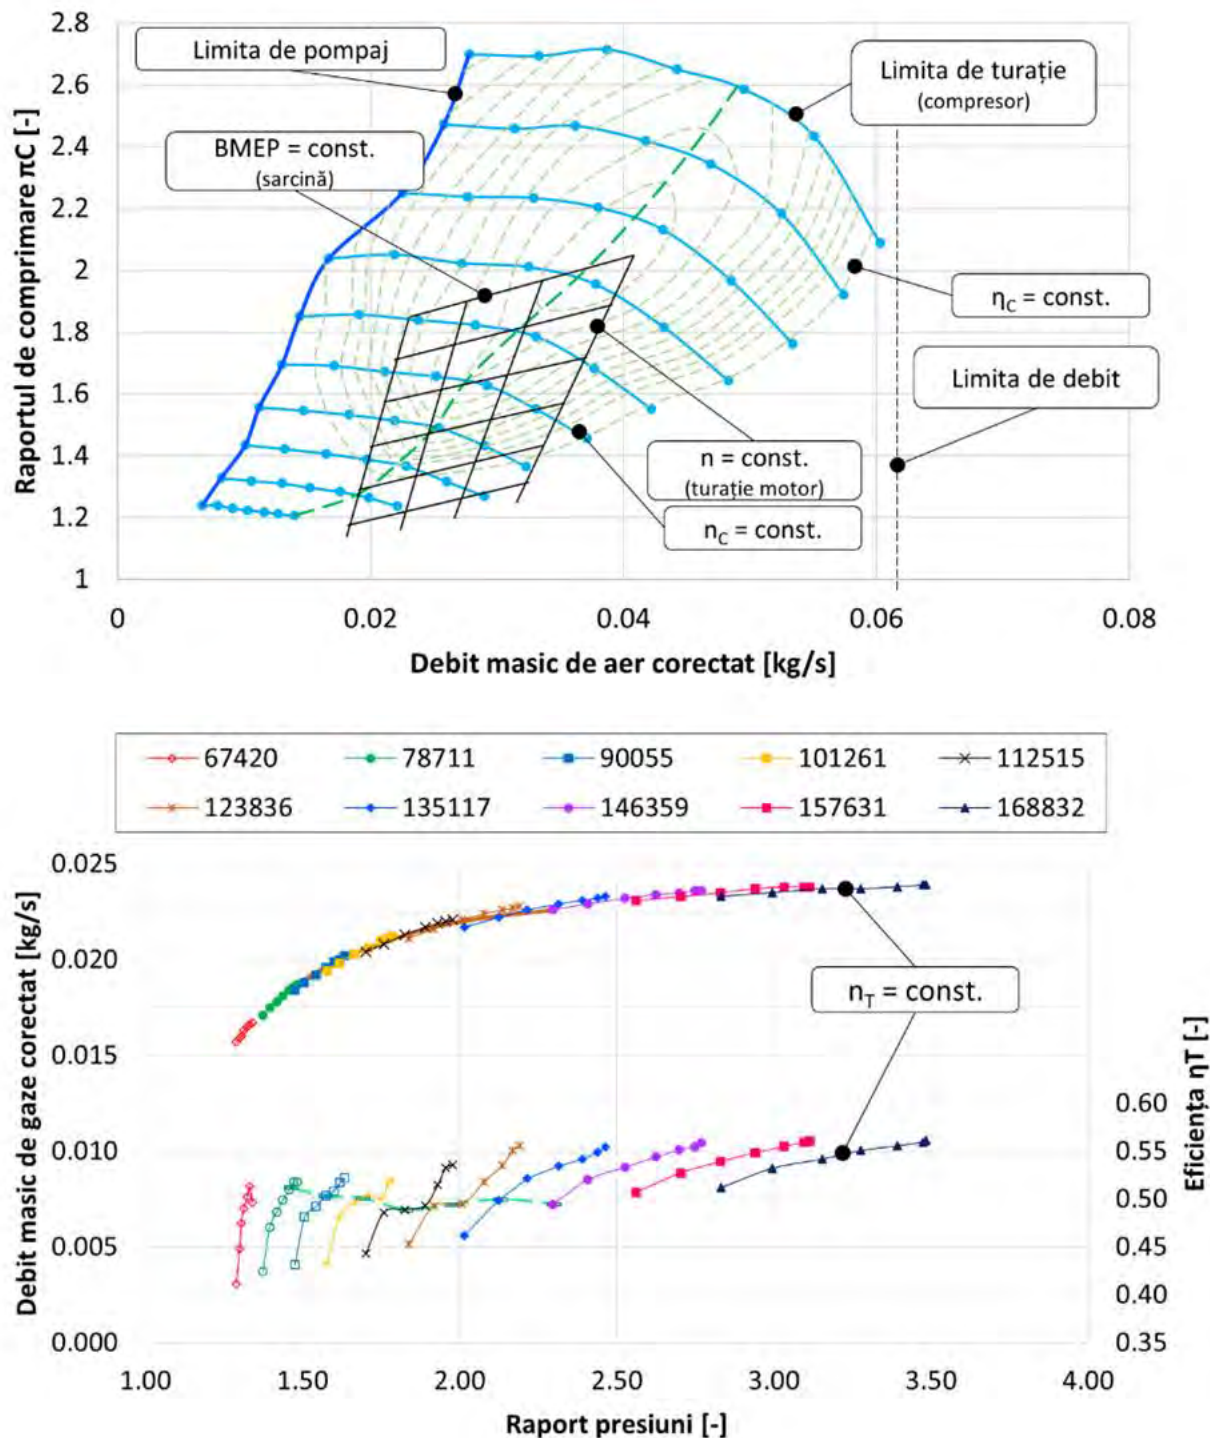 2.8
2.6
2.4
2.2
2
1.8
1.6
1.4
1.2
1
Raportul de comprimare πC [-]
Limita de pompaj
Limita de turație
(compresor)
BMEP = const.
(sarcină)
η_C = const.
Limita de debit
n = const.
(turație motor)
n_C = const.
0 0.02 0.04 0.06 0.08
Debit masic de aer corectat [kg/s]
67420 78711 90055 101261 112515
123836 135117 146359 157631 168832
0.025
0.020
0.015
0.010
0.005
0.000
Debit masic de gaze corectat [kg/s]
n_T = const.
0.60
0.55
0.50
0.45
0.40
0.35
Eficiența ηT [-]
1.00 1.50 2.00 2.50 3.00 3.50 4.00
Raport presiuni [-]